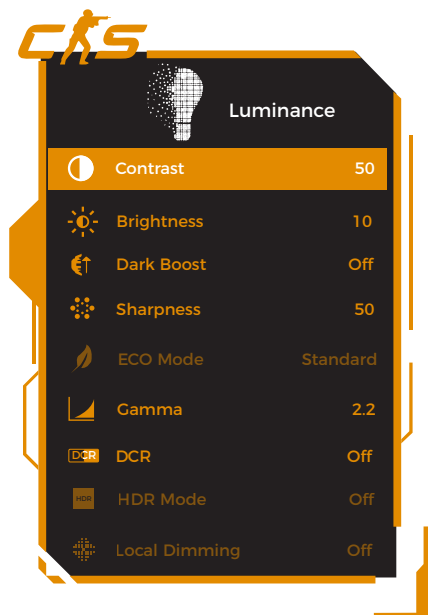 CS
Luminance
Contrast 50
Brightness 10
Dark Boost Off
Sharpness 50
ECO Mode Standard
Gamma 2.2
DCR DCR Off
HDR HDR Mode Off
Local Dimming Off